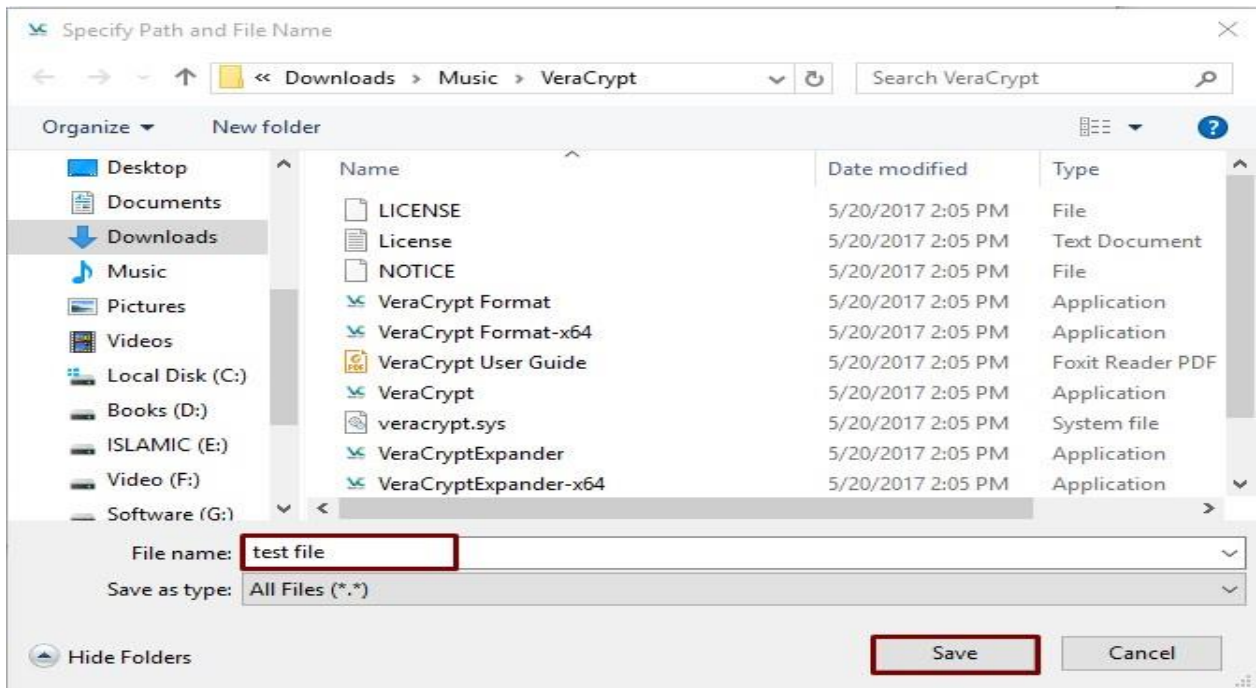 Specify Path and File Name
« Downloads › Music › VeraCrypt
Search VeraCrypt
Organize New folder
Desktop
Documents
Downloads
Music
Pictures
Videos
Local Disk (C:)
Books (D:)
ISLAMIC (E:)
Video (F:)
Software (G:)
Name Date modified Type
LICENSE 5/20/2017 2:05 PM File
License 5/20/2017 2:05 PM Text Document
NOTICE 5/20/2017 2:05 PM File
VeraCrypt Format 5/20/2017 2:05 PM Application
VeraCrypt Format-x64 5/20/2017 2:05 PM Application
VeraCrypt User Guide 5/20/2017 2:05 PM Foxit Reader PDF
VeraCrypt 5/20/2017 2:05 PM Application
veracrypt.sys 5/20/2017 2:05 PM System file
VeraCryptExpander 5/20/2017 2:05 PM Application
VeraCryptExpander-x64 5/20/2017 2:05 PM Application
File name: test file
Save as type: All Files (*.*)
Hide Folders Save Cancel